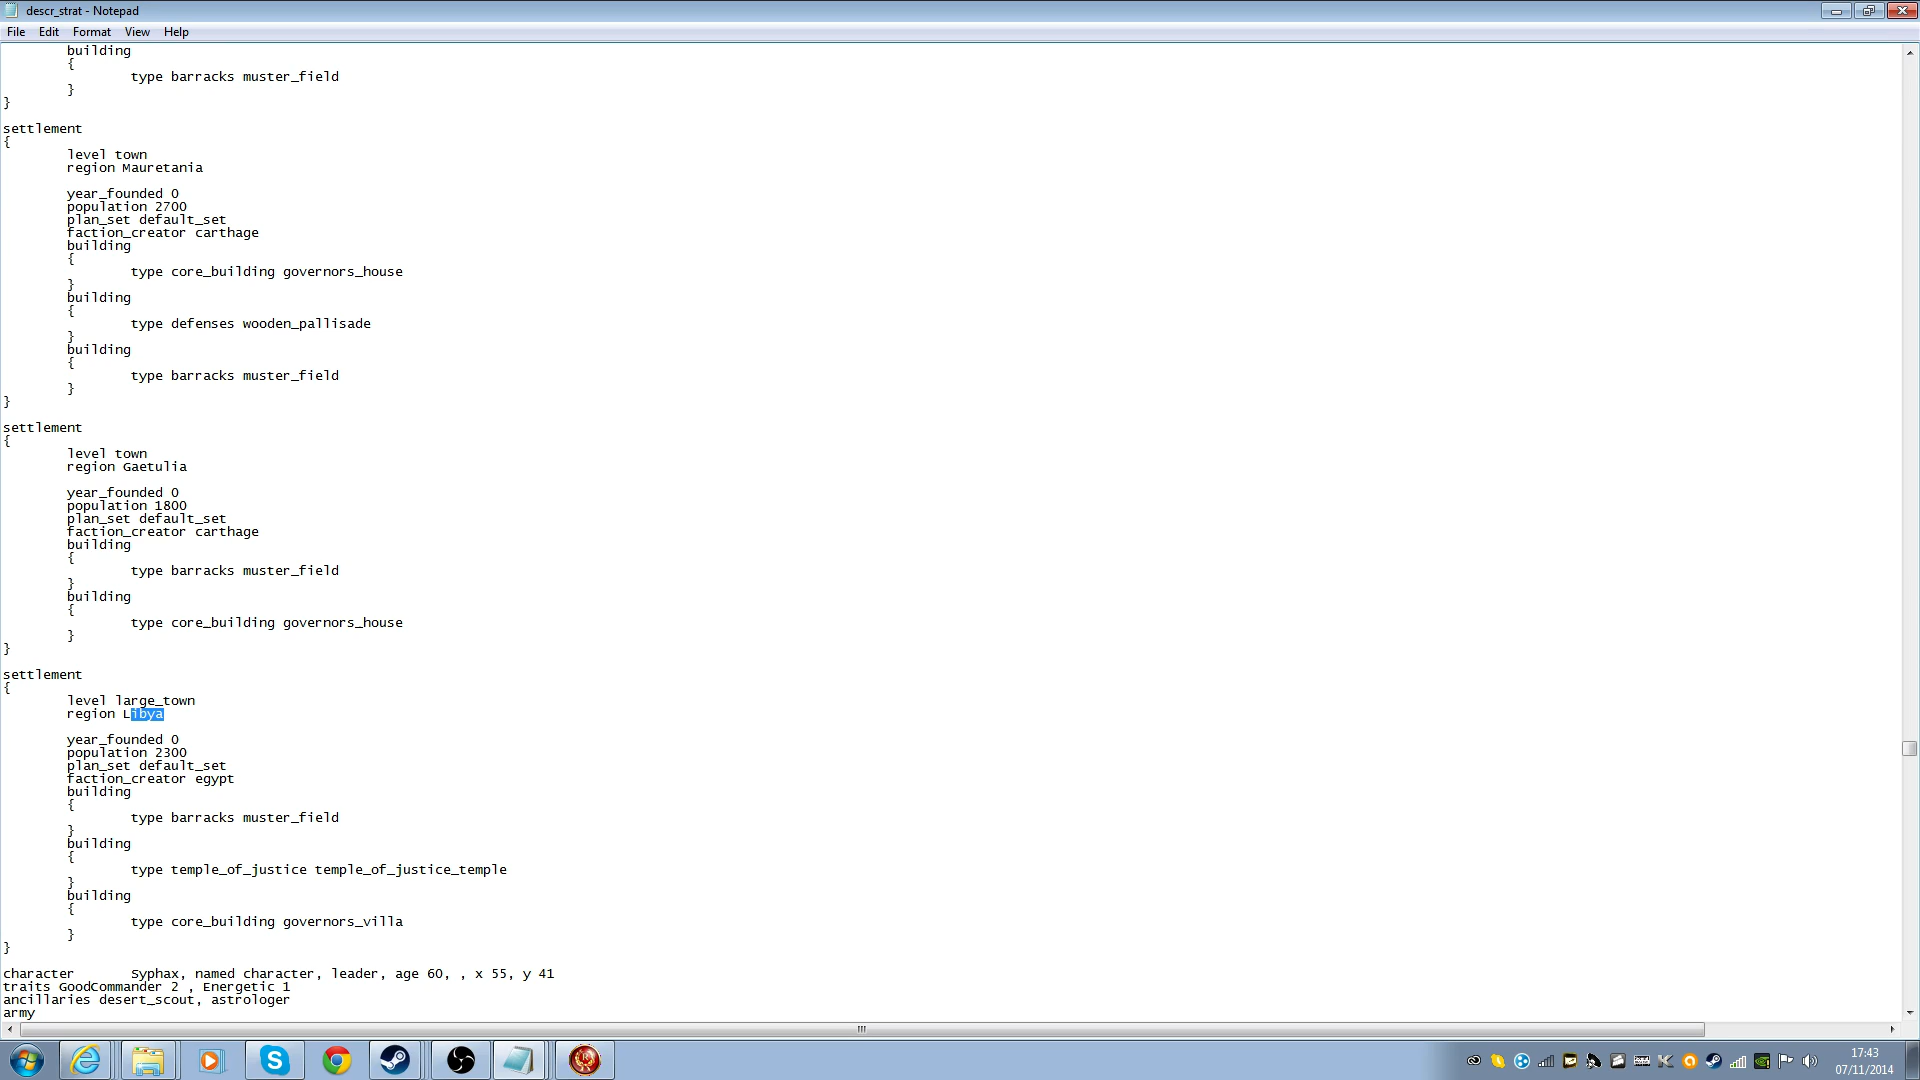 descr_strat - Notepad
File Edit Format View Help
building
{
type barracks muster_field
}
}
settlement
{
level town
region Mauretania
year_founded 0
population 2700
plan_set default_set
faction_creator carthage
building
{
type core_building governors_house
}
building
{
type defenses wooden_pallisade
}
building
{
type barracks muster_field
}
}
settlement
{
level town
region Gaetulia
year_founded 0
population 1800
plan_set default_set
faction_creator carthage
building
{
type barracks muster_field
}
building
{
type core_building governors_house
}
}
settlement
{
level large_town
region Libya
year_founded 0
population 2300
plan_set default_set
faction_creator egypt
building
{
type barracks muster_field
}
building
{
type temple_of_justice temple_of_justice_temple
}
building
{
type core_building governors_villa
}
}
character Syphax, named character, leader, age 60, , x 55, y 41
traits GoodCommander 2 , Energetic 1
ancillaries desert_scout, astrologer
army
17:43
07/11/2014